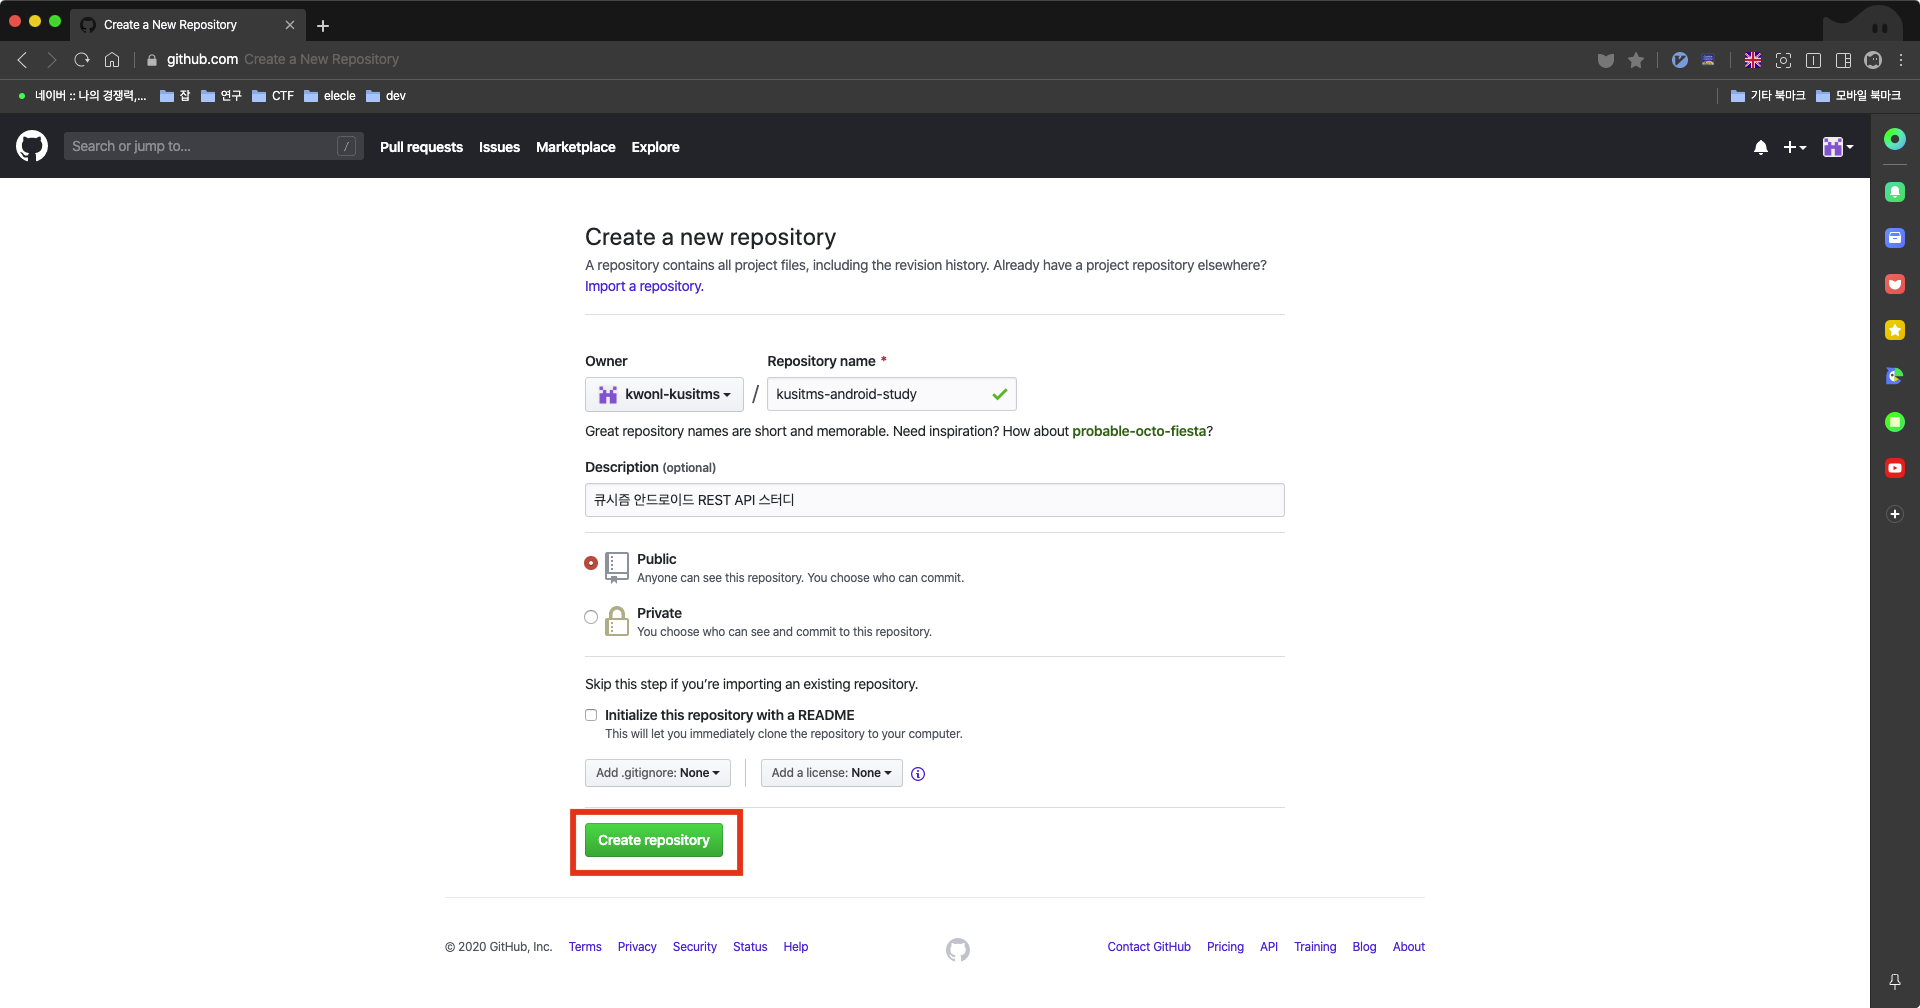 Create a New Repository
github.com Create a New Repository
네이버 :: 나의 경쟁력,... 잡 연구 CTF elecle dev 기타 북마크 모바일 북마크
Search or jump to... / Pull requests Issues Marketplace Explore
Create a new repository
A repository contains all project files, including the revision history. Already have a project repository elsewhere?
Import a repository.
Owner Repository name *
kwonl-kusitms / kusitms-android-study
Great repository names are short and memorable. Need inspiration? How about probable-octo-fiesta?
Description (optional)
큐시즘 안드로이드 REST API 스터디
Public
Anyone can see this repository. You choose who can commit.
Private
You choose who can see and commit to this repository.
Skip this step if you’re importing an existing repository.
Initialize this repository with a README
This will let you immediately clone the repository to your computer.
Add .gitignore: None Add a license: None
Create repository
© 2020 GitHub, Inc. Terms Privacy Security Status Help Contact GitHub Pricing API Training Blog About